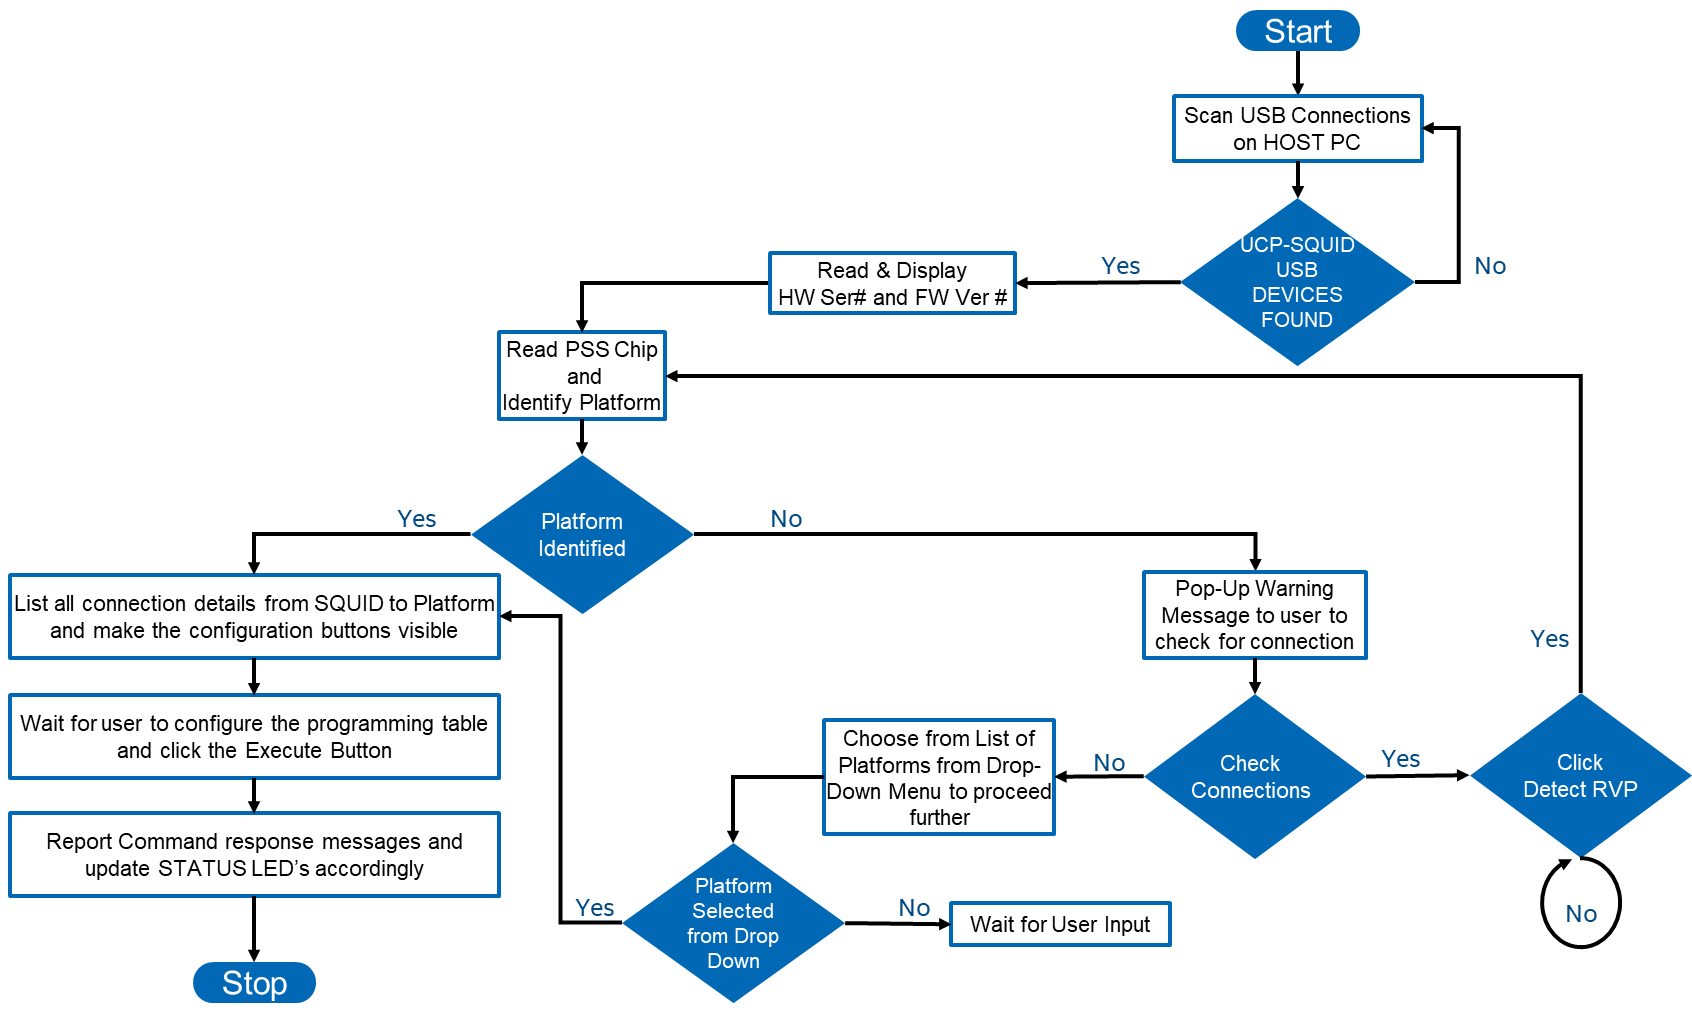 Start
Scan USB Connections
on HOST PC
UCP-SQUID
USB
DEVICES
FOUND
Yes
No
Read & Display
HW Ser# and FW Ver #
Read PSS Chip
and
Identify Platform
Platform
Identified
Yes
No
List all connection details from SQUID to Platform
and make the configuration buttons visible
Pop-Up Warning
Message to user to
check for connection
Yes
Wait for user to configure the programming table
and click the Execute Button
Choose from List of
Platforms from Drop-
Down Menu to proceed
further
No
Check
Connections
Yes
Click
Detect RVP
Report Command response messages and
update STATUS LED's accordingly
Platform
Selected
from Drop
Down
Yes
No
Wait for User Input
No
Stop